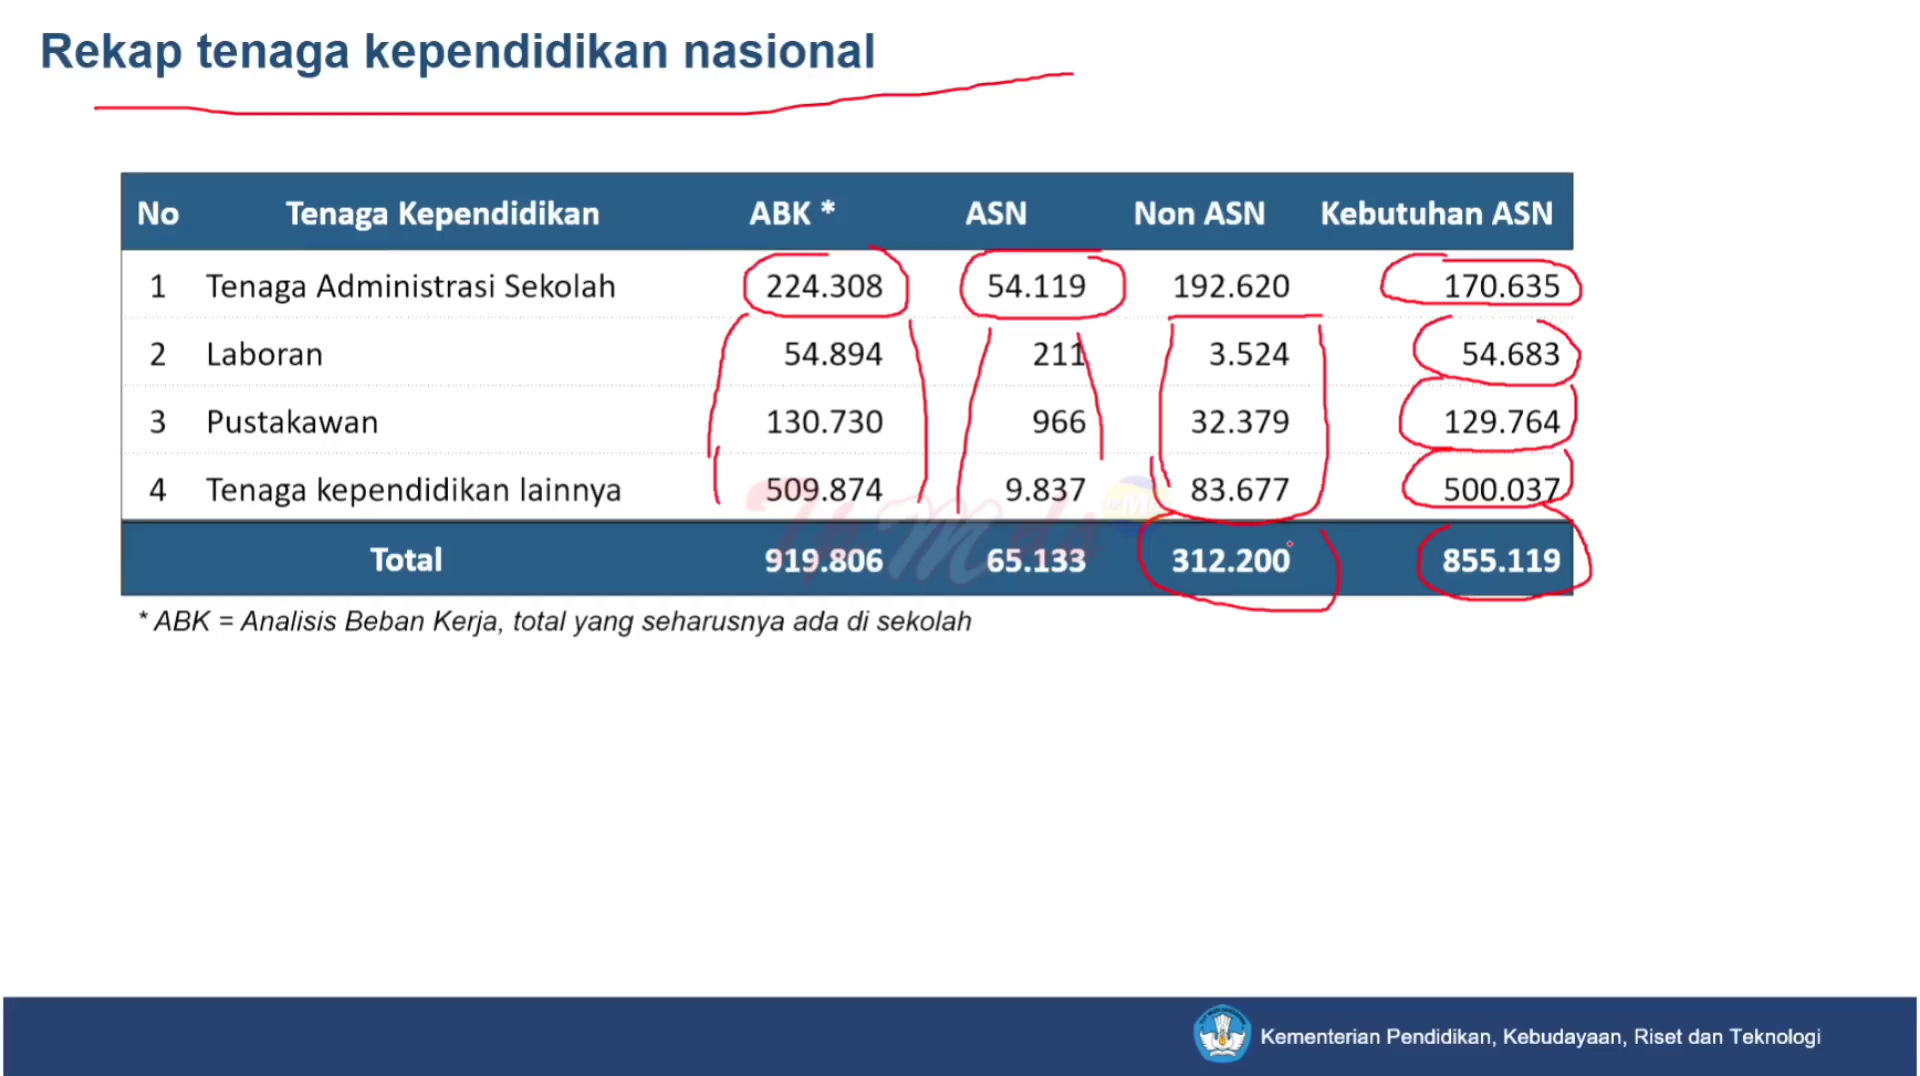 Rekap tenaga kependidikan nasional
No Tenaga Kependidikan ABK * ASN Non ASN Kebutuhan ASN
1 Tenaga Administrasi Sekolah 224.308 54.119 192.620 170.635
2 Laboran 54.894 211 3.524 54.683
3 Pustakawan 130.730 966 32.379 129.764
4 Tenaga kependidikan lainnya 509.874 9.837 83.677 500.037
Total 919.806 65.133 312.200 855.119
* ABK = Analisis Beban Kerja, total yang seharusnya ada di sekolah
Kementerian Pendidikan, Kebudayaan, Riset dan Teknologi